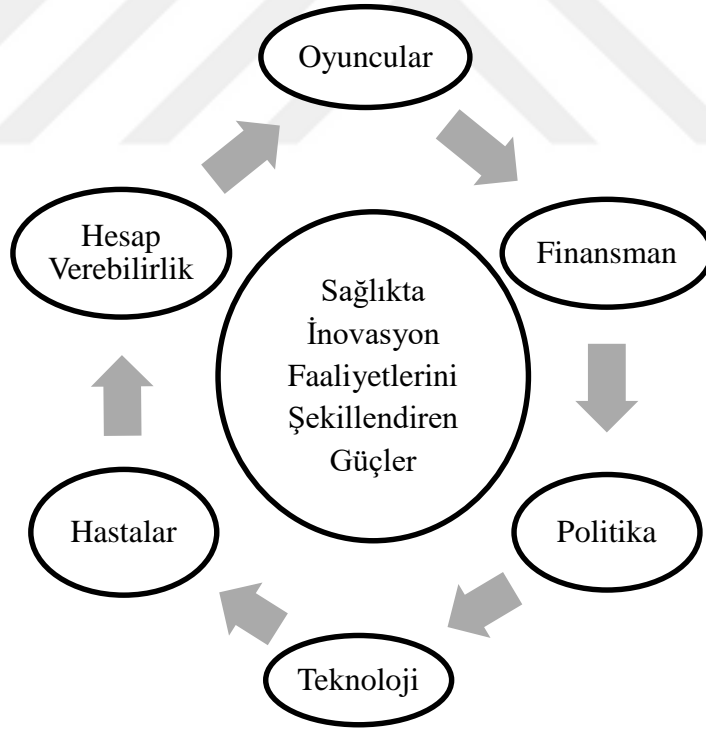 Oyuncular
Finansman
Politika
Teknoloji
Hastalar
Hesap
Verebilirlik
Sağlıkta
İnovasyon
Faaliyetlerini
Şekillendiren
Güçler